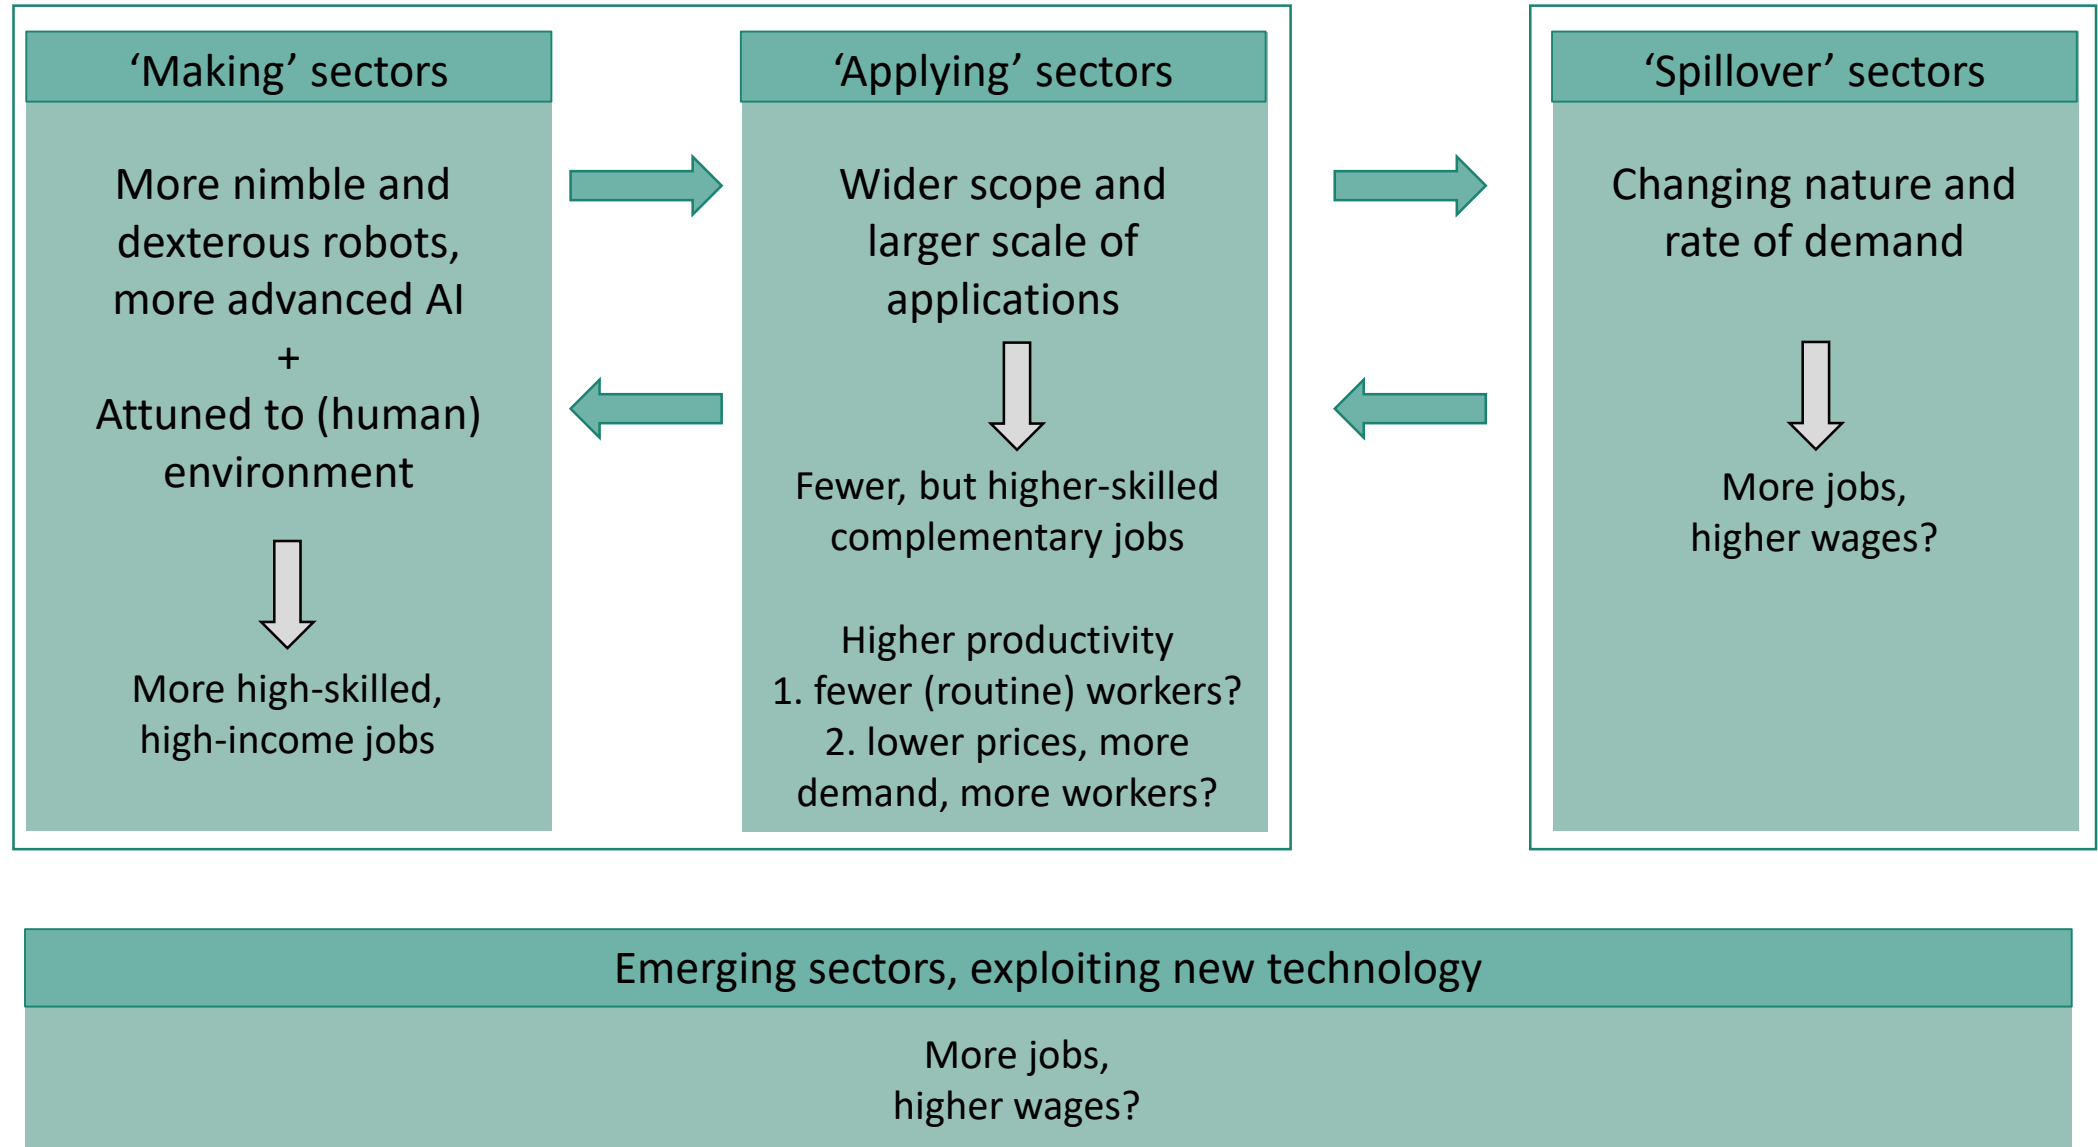 ‘Making’ sectors
More nimble and
dexterous robots,
more advanced AI
+
Attuned to (human)
environment
More high-skilled,
high-income jobs
‘Applying’ sectors
Wider scope and
larger scale of
applications
Fewer, but higher-skilled
complementary jobs
Higher productivity
1. fewer (routine) workers?
2. lower prices, more
demand, more workers?
‘Spillover’ sectors
Changing nature and
rate of demand
More jobs,
higher wages?
Emerging sectors, exploiting new technology
More jobs,
higher wages?